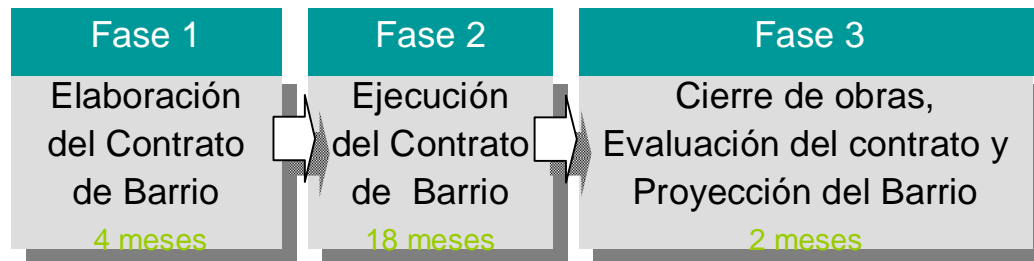 Fase 1
Elaboración
del Contrato
de Barrio
4 meses
Fase 2
Ejecución
del Contrato
de Barrio
18 meses
Fase 3
Cierre de obras,
Evaluación del contrato y
Proyección del Barrio
2 meses